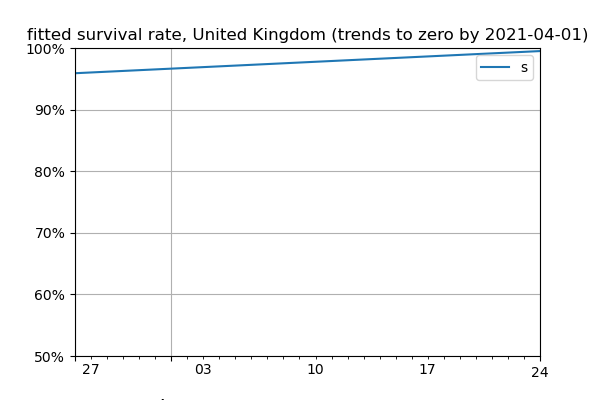 fitted survival rate, United Kingdom (trends to zero by 2021-04-01)
100%
90%
80%
70%
60%
50%
s
27 03 10 17 24